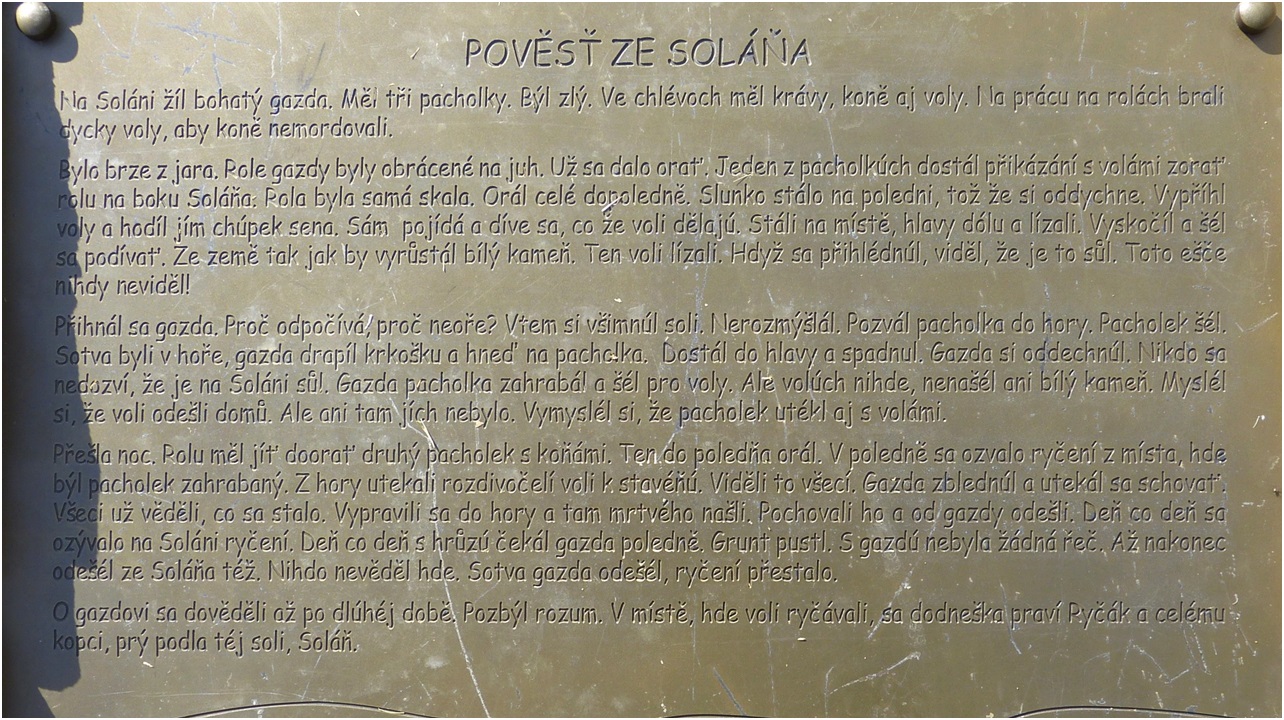 POVĚSŤ ZE SOLÁŇA
Na Soláni žíl bohatý gazda. Měl tři pacholky. Býl zlý. Ve chlévoch měl krávy, koně aj voly. Na prácu na rolách brali
dycky voly, aby koně nemordovali.
Bylo brze z jara. Role gazdy byly obrácené na juh. Už sa dalo orať. Jeden z pacholkúch dostál přikázání s volámi zorať
rolu na boku Soláňa. Rola byla samá skala. Orál celé dopoledně. Slunko stálo na poledni, tož že si oddychne. Vypříhl
voly a hodíl jím chúpek sena. Sám pojídá a díve sa, co že voli dělajú. Stáli na místě, hlavy dólu a lízali. Vyskočíl a šél
sa podívať. Ze země tak jak by vyrůstál bílý kameň. Ten voli lízali. Hdyž sa přihlédnúl, viděl, že je to sůl. Toto ešče
nihdy neviděl!
Přihnál sa gazda. Proč odpočívá, proč neoře? Vtem si všimnúl soli. Nerozmýšlál. Pozvál pacholka do hory. Pacholek šél.
Sotva byli v hoře, gazda drapíl krkošku a hneď na pacholka. Dostál do hlavy a spadnul. Gazda si oddechnúl. Nikdo sa
nedozví, že je na Soláni sůl. Gazda pacholka zahrabál a šél pro voly. Ale volúch nihde, nenašél ani bílý kameň. Myslél
si, že voli odešli domů. Ale ani tam jích nebylo. Vymyslél si, že pacholek utékl aj s volámi.
Přešla noc. Rolu měl jíť doorať druhý pacholek s koňámi. Ten do poledňa orál. V poledně sa ozvalo ryčení z místa, hde
býl pacholek zahrabaný. Z hory utekali rozdivočelí voli k stavéňú. Viděli to všecí. Gazda zblednúl a utekál sa schovať.
Všeci už věděli, co sa stalo. Vypravili sa do hory a tam mrtvého našli. Pochovali ho a od gazdy odešli. Deň co deň sa
ozývalo na Soláni ryčení. Deň co deň s hrůzú čekál gazda poledně. Grunt pustl. S gazdú nebyla žádná řeč. Až nakonec
odešél ze Soláňa též. Nihdo nevěděl hde. Sotva gazda odešél, ryčení přestalo.
O gazdovi sa dověděli až po dlúhéj době. Pozbýl rozum. V místě, hde voli ryčávali, sa dodneška praví Ryčák a celému
kopci, prý podla téj soli, Soláň.